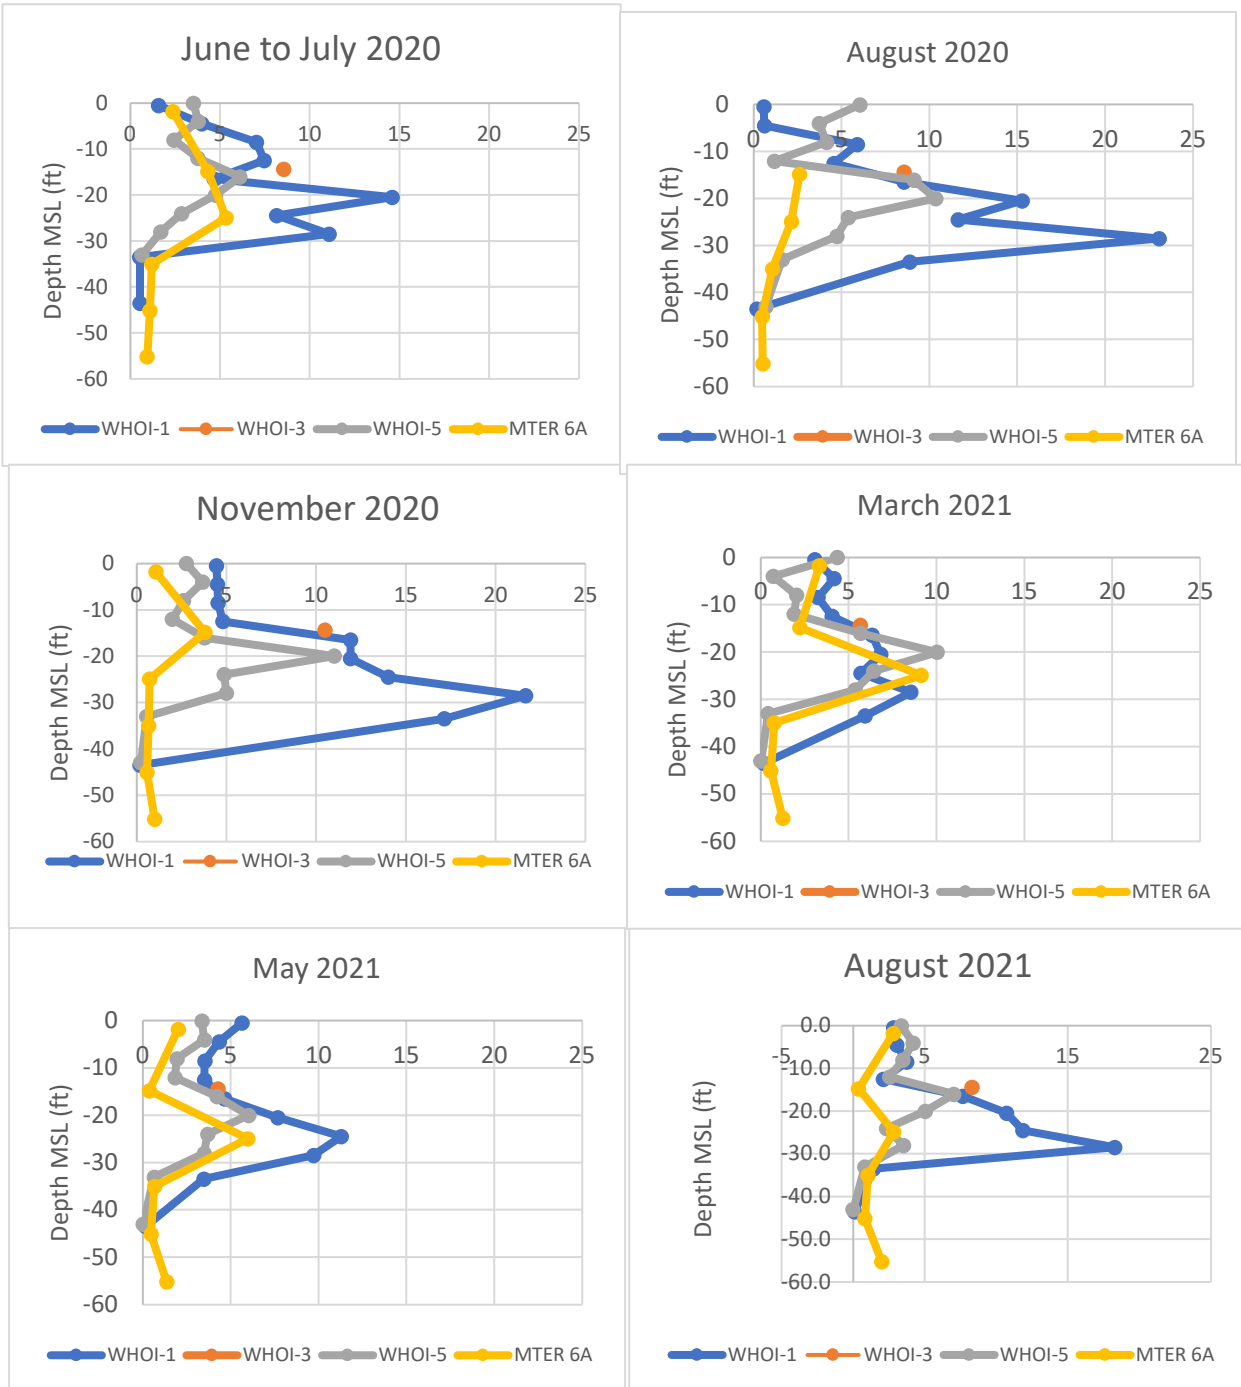 June to July 2020
0
0 5 10 15 20 25
-10
-20
-30
-40
-50
-60
Depth MSL (ft)
WHOI-1 WHOI-3 WHOI-5 MTER 6A
August 2020
0
0 5 10 15 20 25
-10
-20
-30
-40
-50
-60
Depth MSL (ft)
WHOI-1 WHOI-3 WHOI-5 MTER 6A
November 2020
0
0 5 10 15 20 25
-10
-20
-30
-40
-50
-60
Depth MSL (ft)
WHOI-1 WHOI-3 WHOI-5 MTER 6A
March 2021
0
0 5 10 15 20 25
-10
-20
-30
-40
-50
-60
Depth MSL (ft)
WHOI-1 WHOI-3 WHOI-5 MTER 6A
May 2021
0
0 5 10 15 20 25
-10
-20
-30
-40
-50
-60
Depth MSL (ft)
WHOI-1 WHOI-3 WHOI-5 MTER 6A
August 2021
0.0
-5 5 15 25
-10.0
-20.0
-30.0
-40.0
-50.0
-60.0
Depth MSL (ft)
WHOI-1 WHOI-3 WHOI-5 MTER 6A